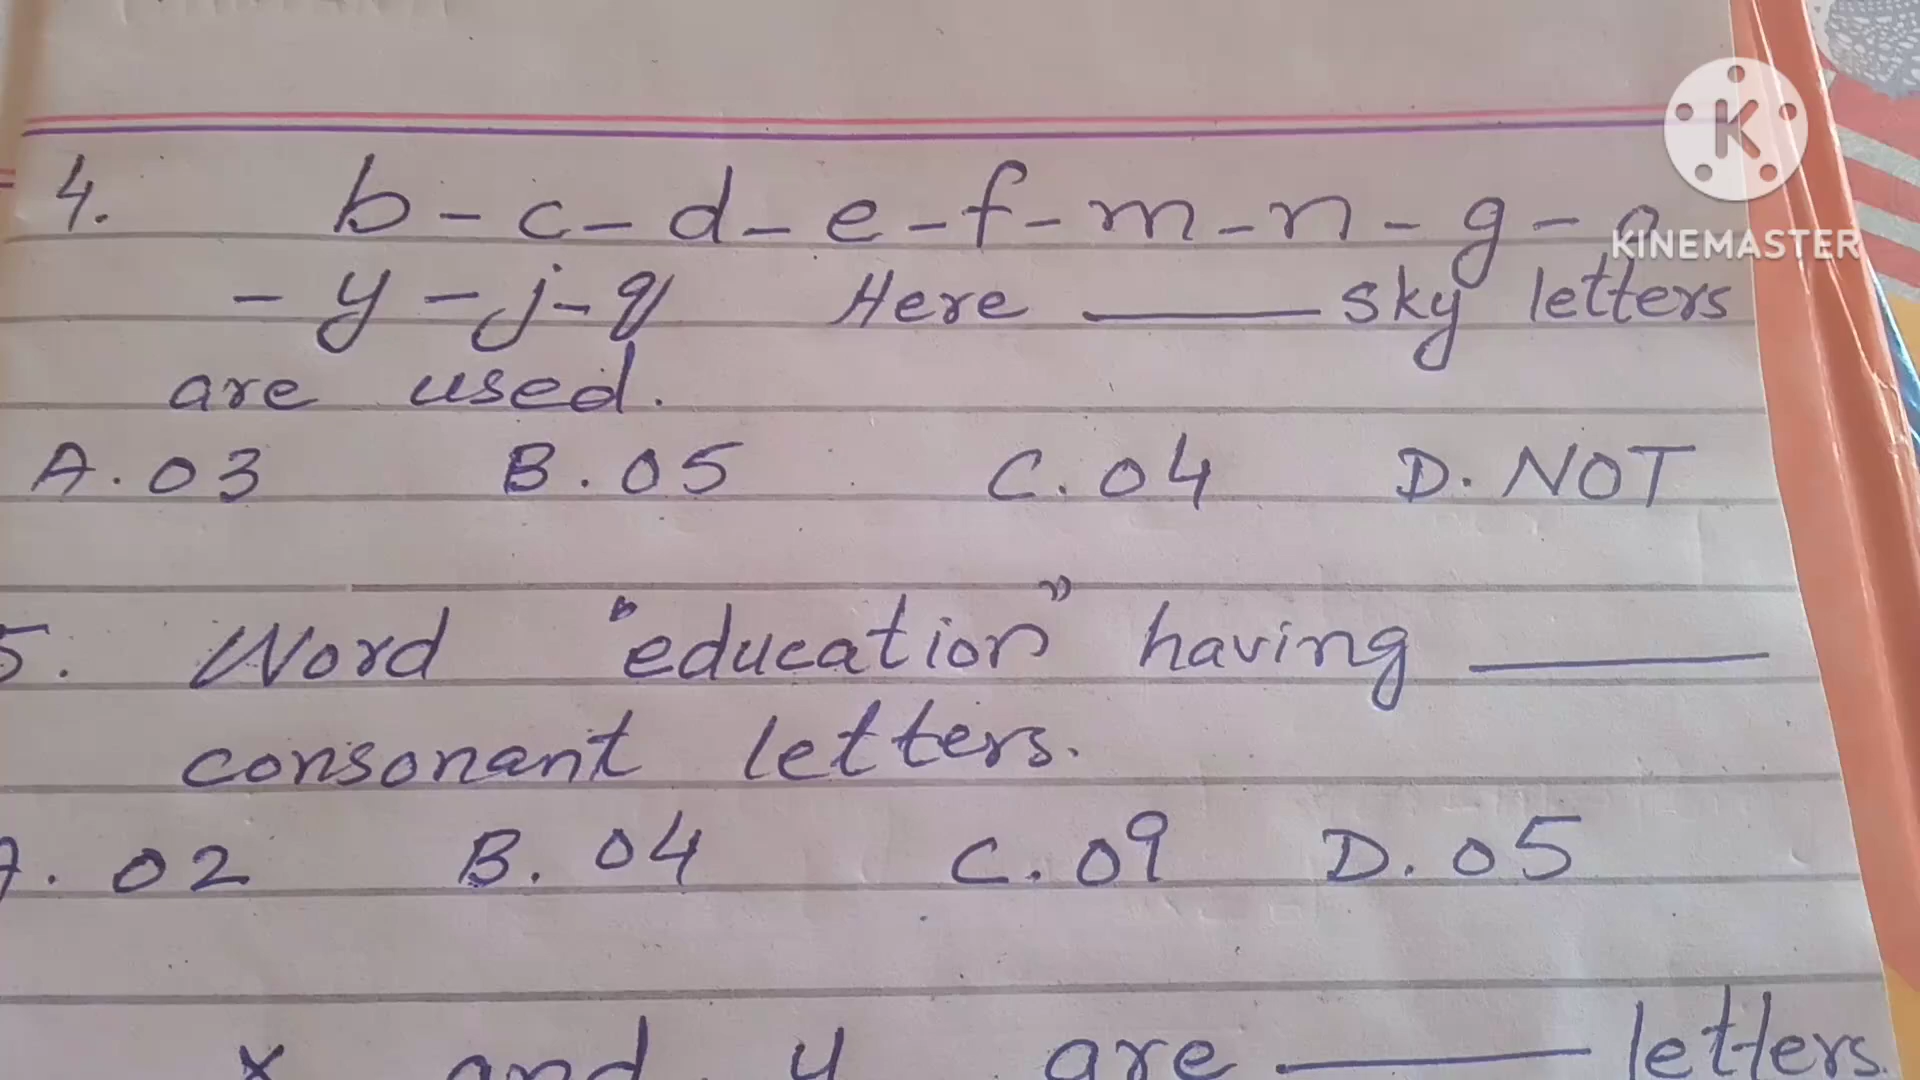 4. b - c - d - e - f - m - n - g - a
- y - j - q Here ______ sky letters
are used.
A. 03 B. 05 C. 04 D. NOT
5. Word "education" having ______
consonant letters.
A. 02 B. 04 C. 09 D. 05
x and y are ______ letters.
K
KINEMASTER